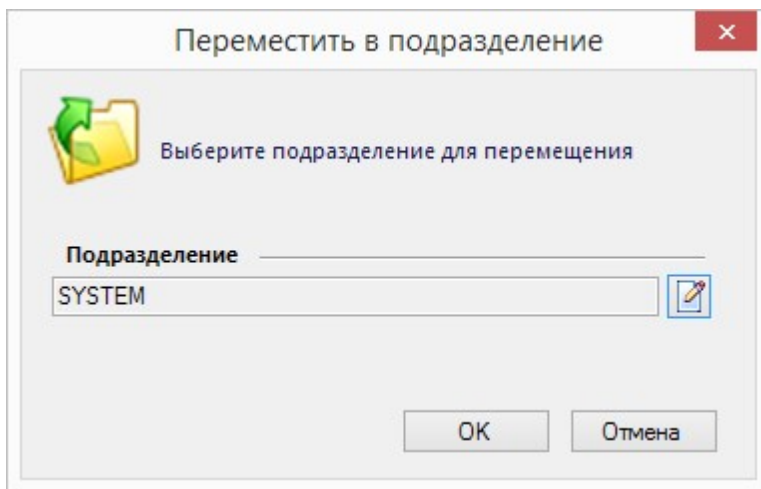 Переместить в подразделение
Выберите подразделение для перемещения
Подразделение
SYSTEM
OK
Отмена